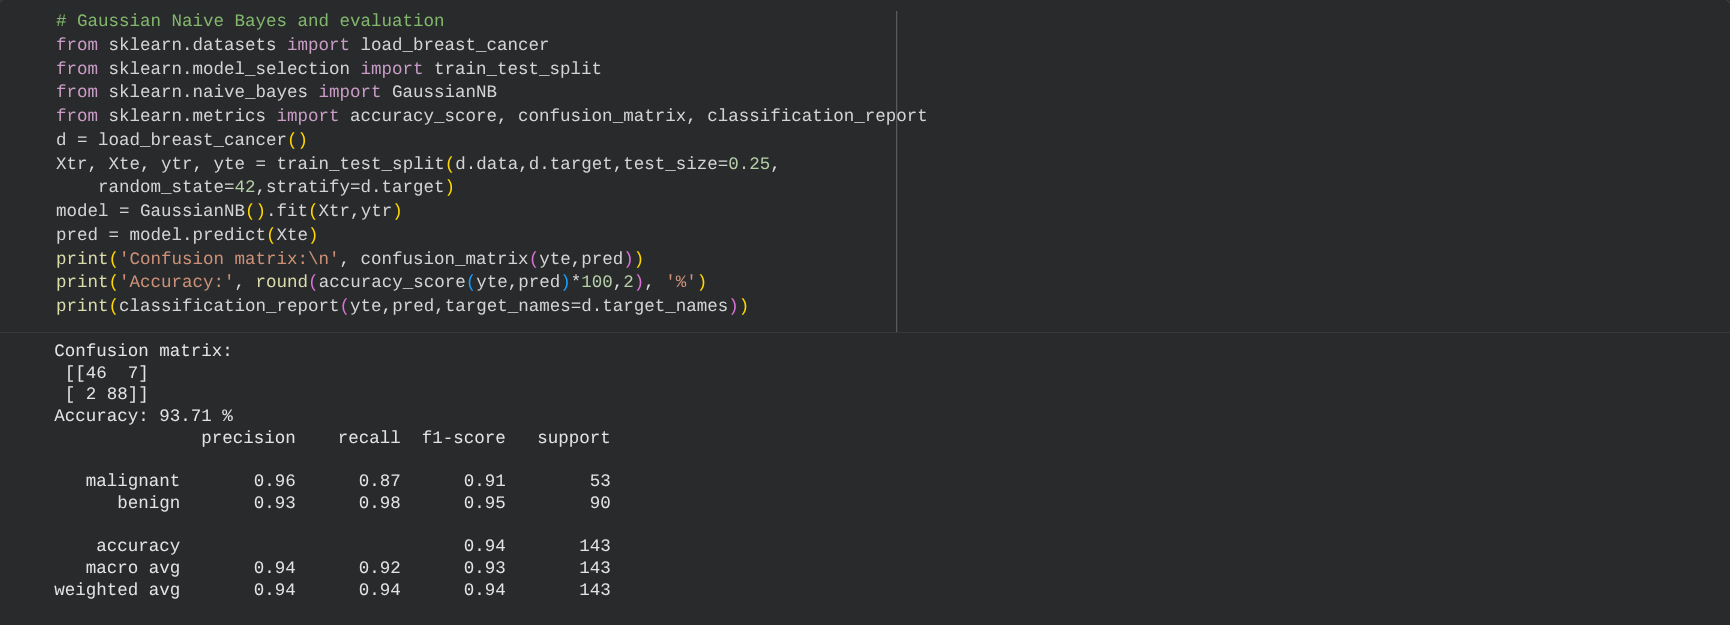 # Gaussian Naive Bayes and evaluation
from sklearn.datasets import load_breast_cancer
from sklearn.model_selection import train_test_split
from sklearn.naive_bayes import GaussianNB
from sklearn.metrics import accuracy_score, confusion_matrix, classification_report
d = load_breast_cancer()
Xtr, Xte, ytr, yte = train_test_split(d.data,d.target,test_size=0.25,
    random_state=42,stratify=d.target)
model = GaussianNB().fit(Xtr,ytr)
pred = model.predict(Xte)
print('Confusion matrix:\n', confusion_matrix(yte,pred))
print('Accuracy:', round(accuracy_score(yte,pred)*100,2), '%')
print(classification_report(yte,pred,target_names=d.target_names))
Confusion matrix:
 [[46  7]
 [ 2 88]]
Accuracy: 93.71 %
              precision    recall  f1-score   support
   malignant       0.96      0.87      0.91        53
      benign       0.93      0.98      0.95        90
    accuracy                           0.94       143
   macro avg       0.94      0.92      0.93       143
weighted avg       0.94      0.94      0.94       143